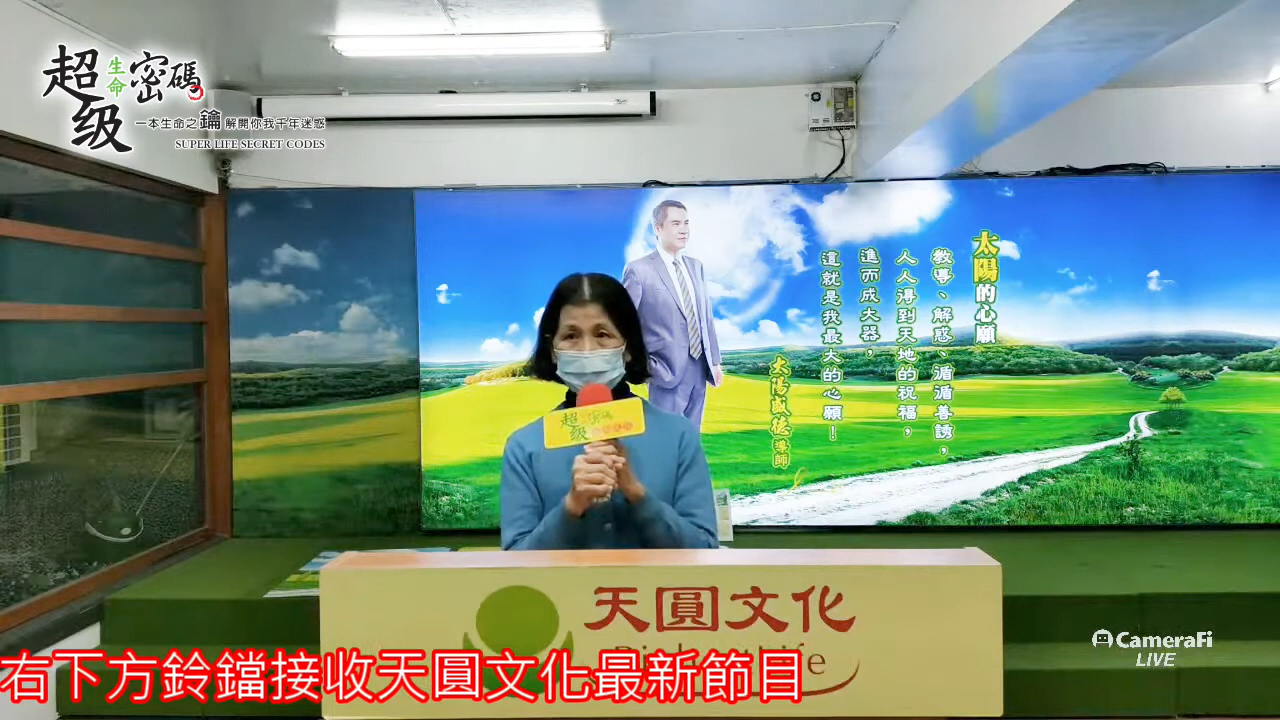 超级
生命
密碼
一本生命之鑰 解開你我千年迷惑
SUPER LIFE SECRET CODES
太陽的心願
教導、解惑、循循善誘，
人人得到天地的祝福，
進而成大器，
這就是我最大的心願！
太陽盛德導師
超级
密碼
天圓文化
右下方鈴鐺接收天圓文化最新節目
CameraFi
LIVE